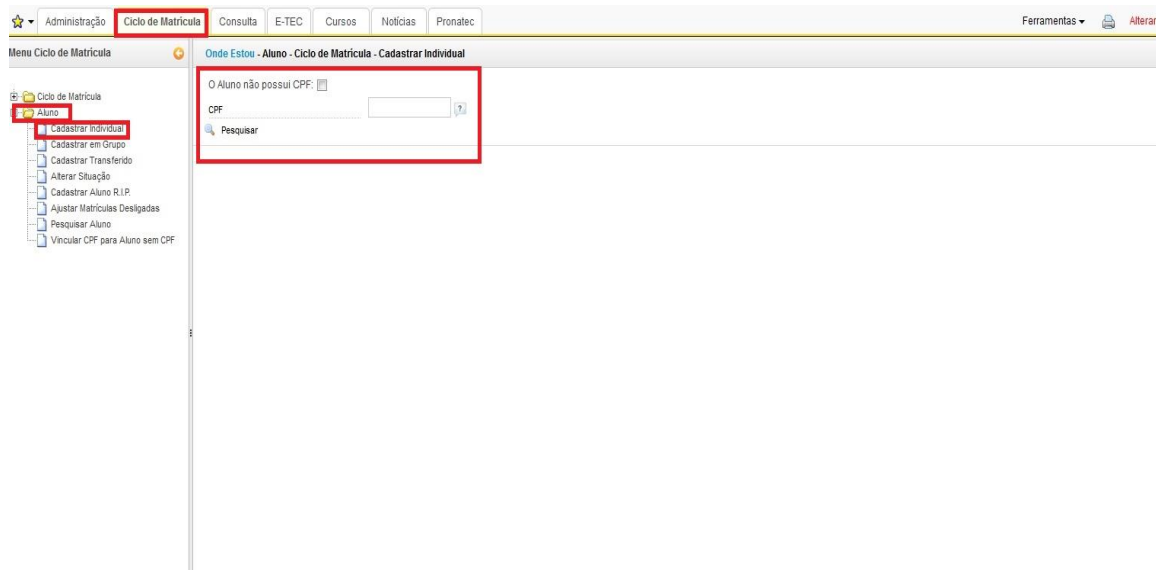 Administração Ciclo de Matrícula Consulta E-TEC Cursos Notícias Pronatec Ferramentas Alterar
Menu Ciclo de Matrícula
Onde Estou - Aluno - Ciclo de Matrícula - Cadastrar Individual
O Aluno não possui CPF:
CPF
?
Pesquisar
Ciclo de Matrícula
Aluno
Cadastrar Individual
Cadastrar em Grupo
Cadastrar Transferido
Alterar Situação
Cadastrar Aluno R.I.P.
Ajustar Matrículas Desligadas
Pesquisar Aluno
Vincular CPF para Aluno sem CPF